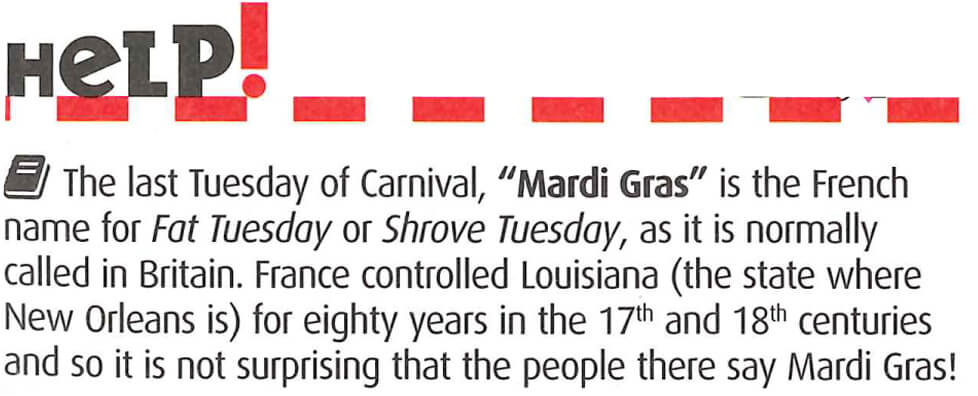 HeLP!
The last Tuesday of Carnival, “Mardi Gras” is the French
name for Fat Tuesday or Shrove Tuesday, as it is normally
called in Britain. France controlled Louisiana (the state where
New Orleans is) for eighty years in the 17th and 18th centuries
and so it is not surprising that the people there say Mardi Gras!